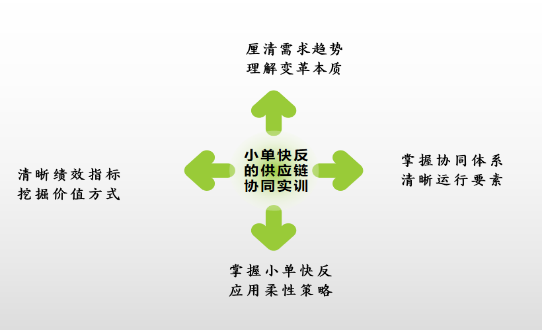 厘清需求趋势
理解变革本质
小单快反
的供应链
协同实训
清晰绩效指标
挖掘价值方式
掌握协同体系
清晰运行要素
掌握小单快反
应用柔性策略